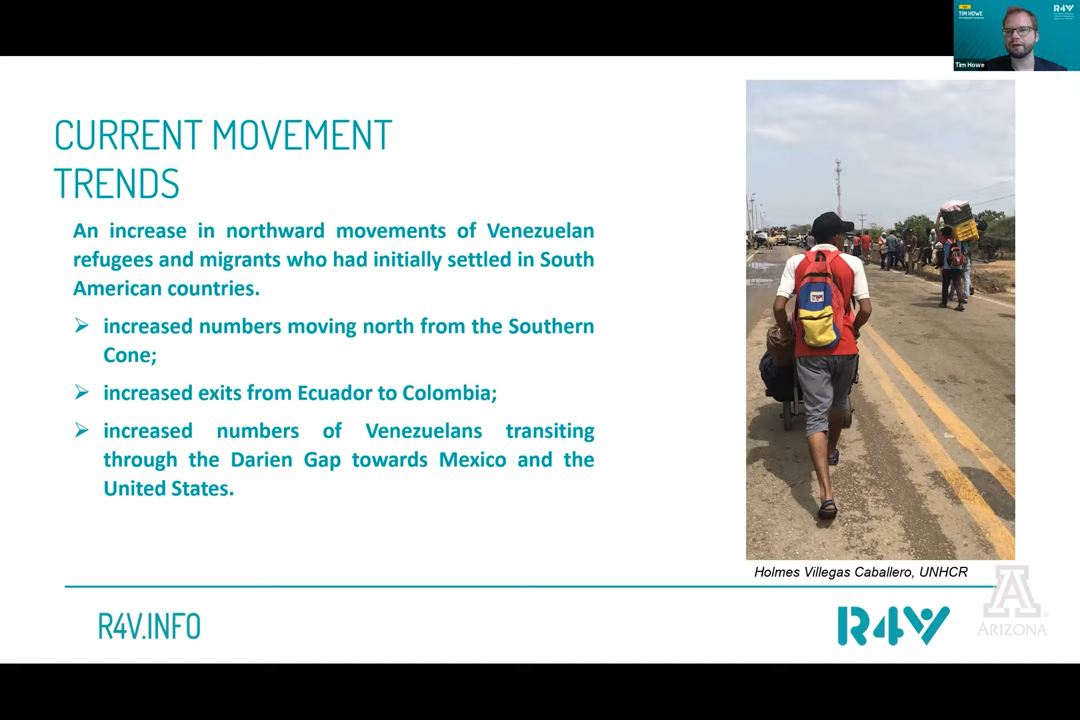 TIM HOWE
R4V
Tim Howe
CURRENT MOVEMENT
TRENDS
An increase in northward movements of Venezuelan
refugees and migrants who had initially settled in South
American countries.
increased numbers moving north from the Southern
Cone;
increased exits from Ecuador to Colombia;
increased numbers of Venezuelans transiting
through the Darien Gap towards Mexico and the
United States.
Holmes Villegas Caballero, UNHCR
R4V.INFO
R4V
A
ARIZONA